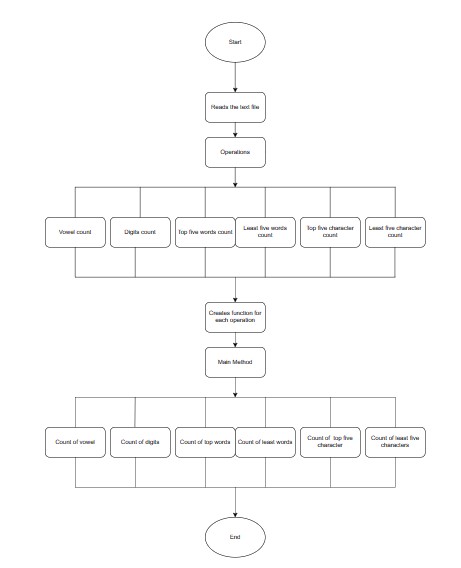 Start
Reads the text file
Operations
Vowel count
Digits count
Top five words count
Least five words
count
Top five character
count
Least five character
count
Creates function for
each operation
Main Method
Count of vowel
Count of digits
Count of top words
Count of least words
Count of top five
character
Count of least five
characters
End